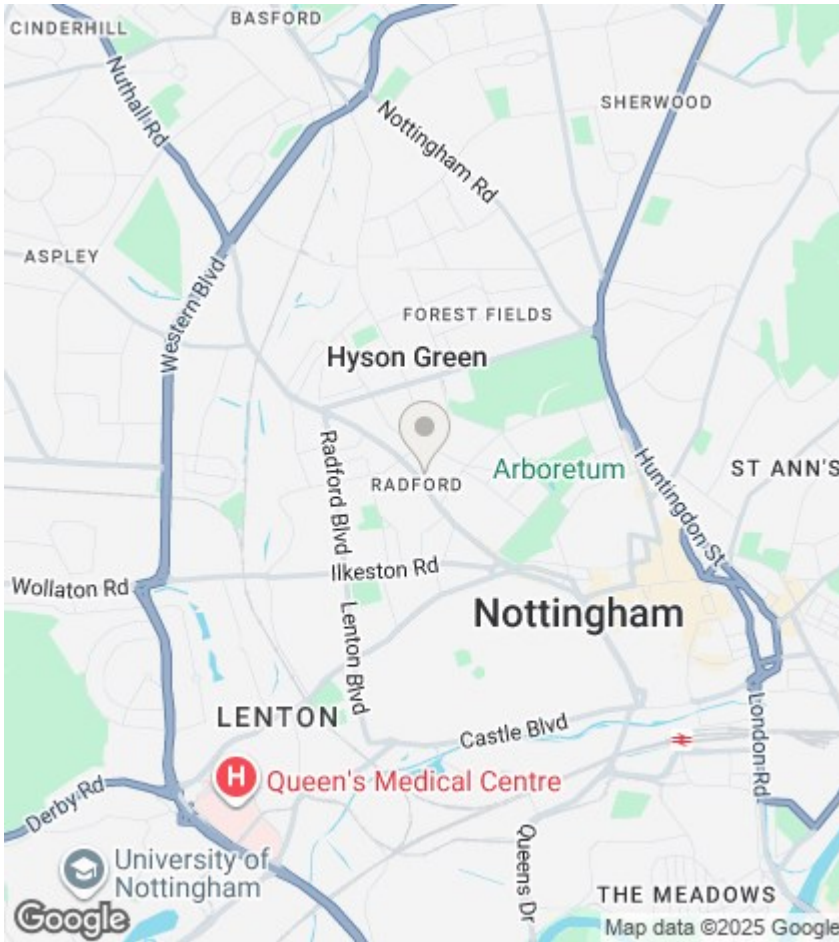 BASFORD
CINDERHILL
Nuthall Rd
Nottingham Rd
SHERWOOD
ASPLEY
Western Blvd
FOREST FIELDS
Hyson Green
RADFORD
Arboretum
Huntingdon St
ST ANN'S
Radford Blvd
Ilkeston Rd
Wollaton Rd
Lenton Blvd
Nottingham
LENTON
Castle Blvd
London Rd
H
Queen's Medical Centre
Derby Rd
Queens Dr
University of
Nottingham
THE MEADOWS
Google
Map data ©2025 Google